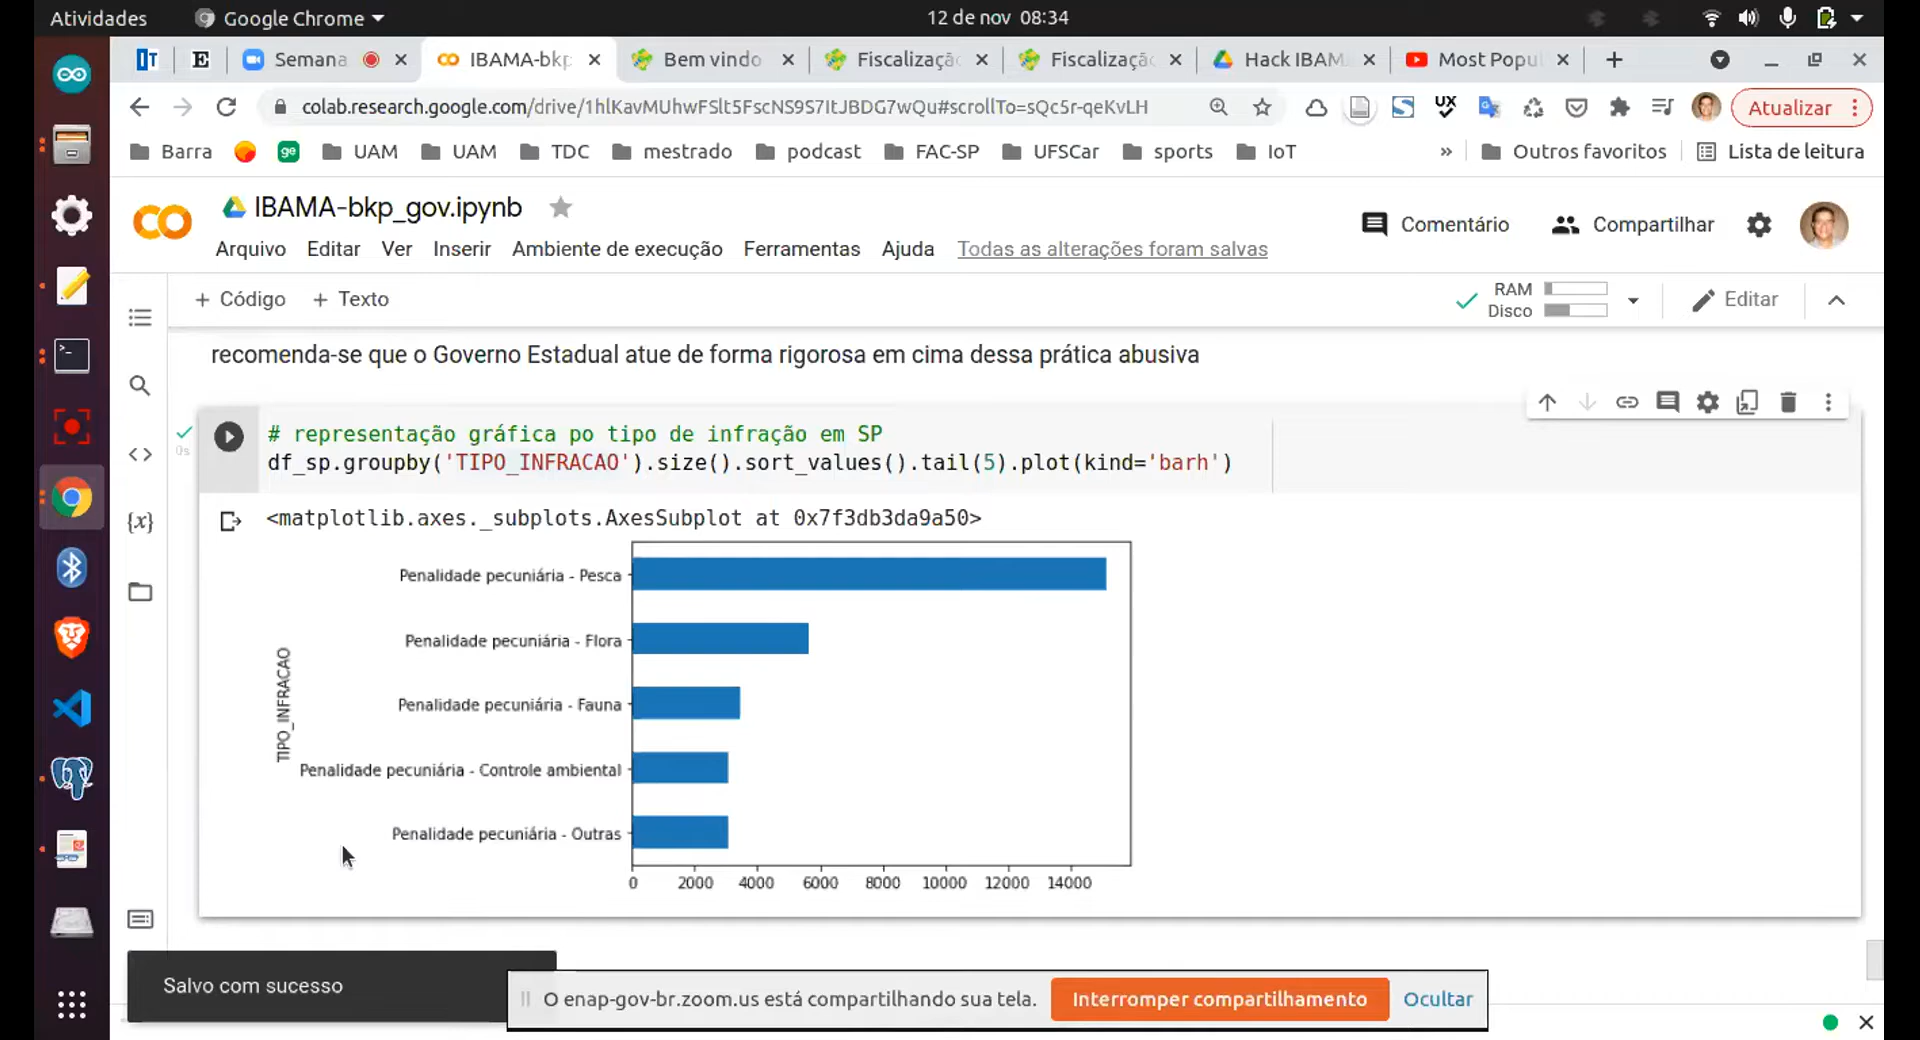 Atividades
Google Chrome
12 de nov 08:34
Semana
IBAMA-bkp
Bem vindo
Fiscalizaçã
Fiscalizaçã
Hack IBAM
Most Popu
colab.research.google.com/drive/1hlKavMUhwFSlt5FscNS9S7ItJBDG7wQu#scrollTo=sQc5r-qeKvLH
UX
Atualizar
Barra
ge
UAM
UAM
TDC
mestrado
podcast
FAC-SP
UFSCar
sports
IoT
»
Outros favoritos
Lista de leitura
IBAMA-bkp_gov.ipynb
Comentário
Compartilhar
Arquivo Editar Ver Inserir Ambiente de execução Ferramentas Ajuda Todas as alterações foram salvas
+ Código + Texto
RAM
Disco
Editar
recomenda-se que o Governo Estadual atue de forma rigorosa em cima dessa prática abusiva
0s
# representação gráfica po tipo de infração em SP
df_sp.groupby('TIPO_INFRACAO').size().sort_values().tail(5).plot(kind='barh')
<matplotlib.axes._subplots.AxesSubplot at 0x7f3db3da9a50>
TIPO_INFRACAO
Penalidade pecuniária - Pesca
Penalidade pecuniária - Flora
Penalidade pecuniária - Fauna
Penalidade pecuniária - Controle ambiental
Penalidade pecuniária - Outras
0 2000 4000 6000 8000 10000 12000 14000
Salvo com sucesso
O enap-gov-br.zoom.us está compartilhando sua tela.
Interromper compartilhamento
Ocultar